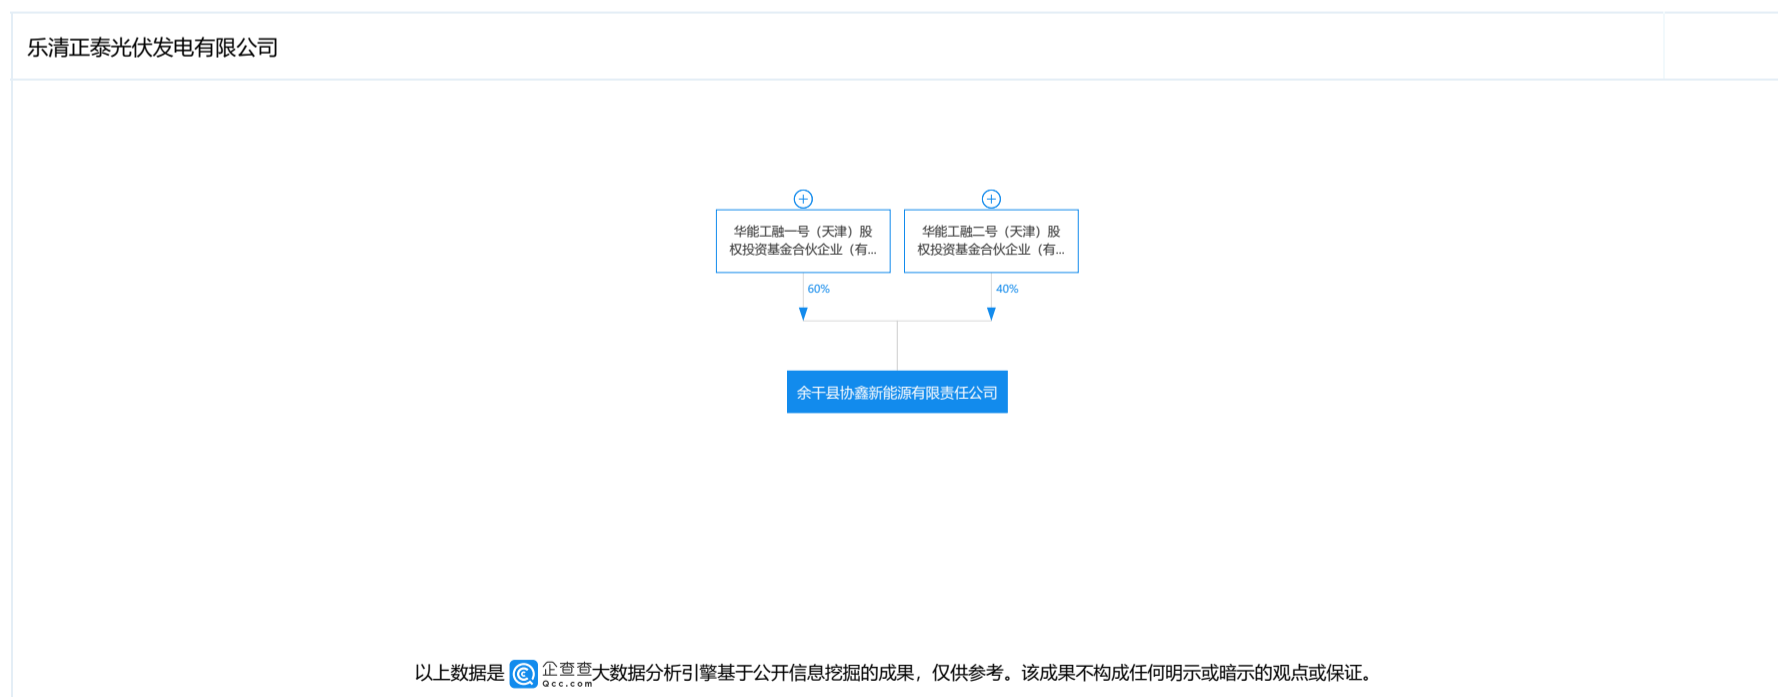 乐清正泰光伏发电有限公司
华能工融一号（天津）股
权投资基金合伙企业（有...
华能工融二号（天津）股
权投资基金合伙企业（有...
60%
40%
余干县协鑫新能源有限责任公司
以上数据是 企查查 Qcc.com 大数据分析引擎基于公开信息挖掘的成果，仅供参考。该成果不构成任何明示或暗示的观点或保证。